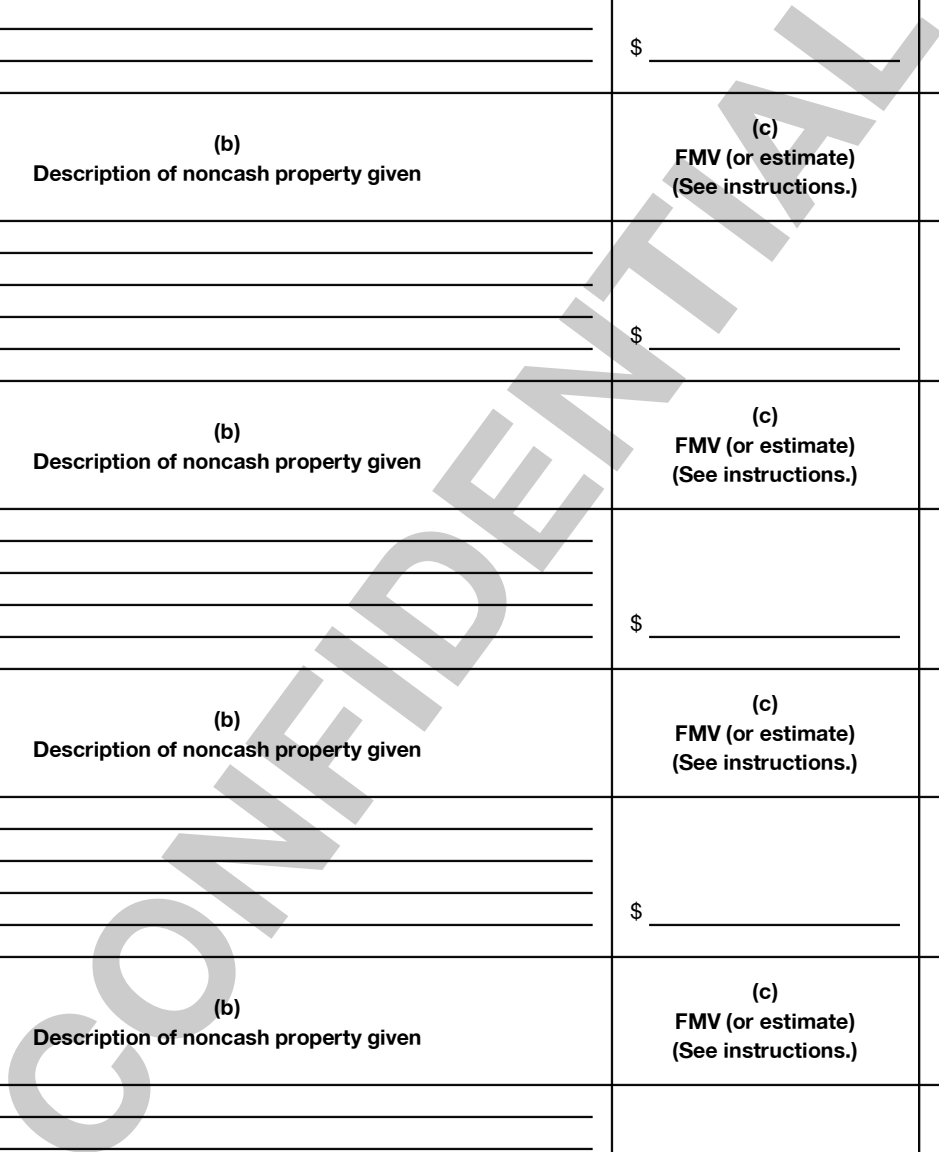 $
(b)
Description of noncash property given
(c)
FMV (or estimate)
(See instructions.)
$
(b)
Description of noncash property given
(c)
FMV (or estimate)
(See instructions.)
$
(b)
Description of noncash property given
(c)
FMV (or estimate)
(See instructions.)
$
(b)
Description of noncash property given
(c)
FMV (or estimate)
(See instructions.)
CONFIDENTIAL